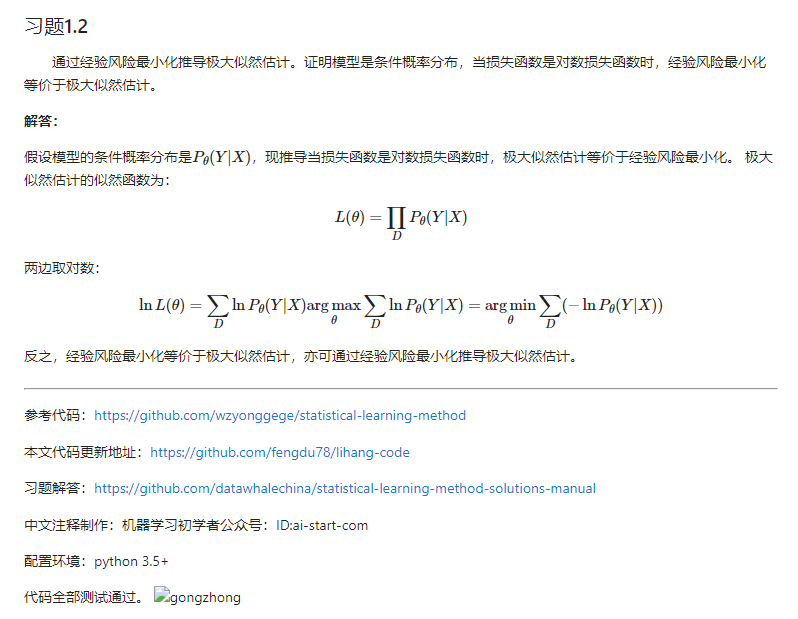 习题1.2
通过经验风险最小化推导极大似然估计。证明模型是条件概率分布，当损失函数是对数损失函数时，经验风险最小化
等价于极大似然估计。
解答：
假设模型的条件概率分布是P_θ(Y|X)，现推导当损失函数是对数损失函数时，极大似然估计等价于经验风险最小化。 极大
似然估计的似然函数为：
L(θ) = ∏_D P_θ(Y|X)
两边取对数：
ln L(θ) = ∑_D ln P_θ(Y|X) arg max_θ ∑_D ln P_θ(Y|X) = arg min_θ ∑_D (− ln P_θ(Y|X))
反之，经验风险最小化等价于极大似然估计，亦可通过经验风险最小化推导极大似然估计。
参考代码：https://github.com/wzyonggege/statistical-learning-method
本文代码更新地址：https://github.com/fengdu78/lihang-code
习题解答：https://github.com/datawhalechina/statistical-learning-method-solutions-manual
中文注释制作：机器学习初学者公众号：ID:ai-start-com
配置环境：python 3.5+
代码全部测试通过。 gongzhong